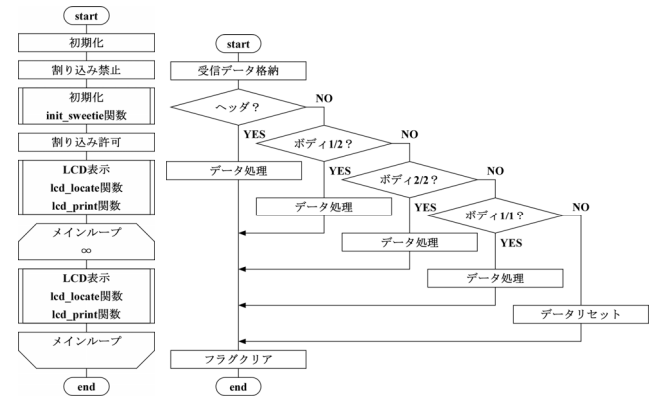 start
初期化
割り込み禁止
初期化
init_sweetie関数
割り込み許可
LCD表示
lcd_locate関数
lcd_print関数
メインループ
∞
LCD表示
lcd_locate関数
lcd_print関数
メインループ
end
start
受信データ格納
ヘッダ？
NO
YES
ボディ1/2？
NO
データ処理
YES
ボディ2/2？
NO
データ処理
YES
ボディ1/1？
NO
データ処理
YES
データ処理
データリセット
フラグクリア
end